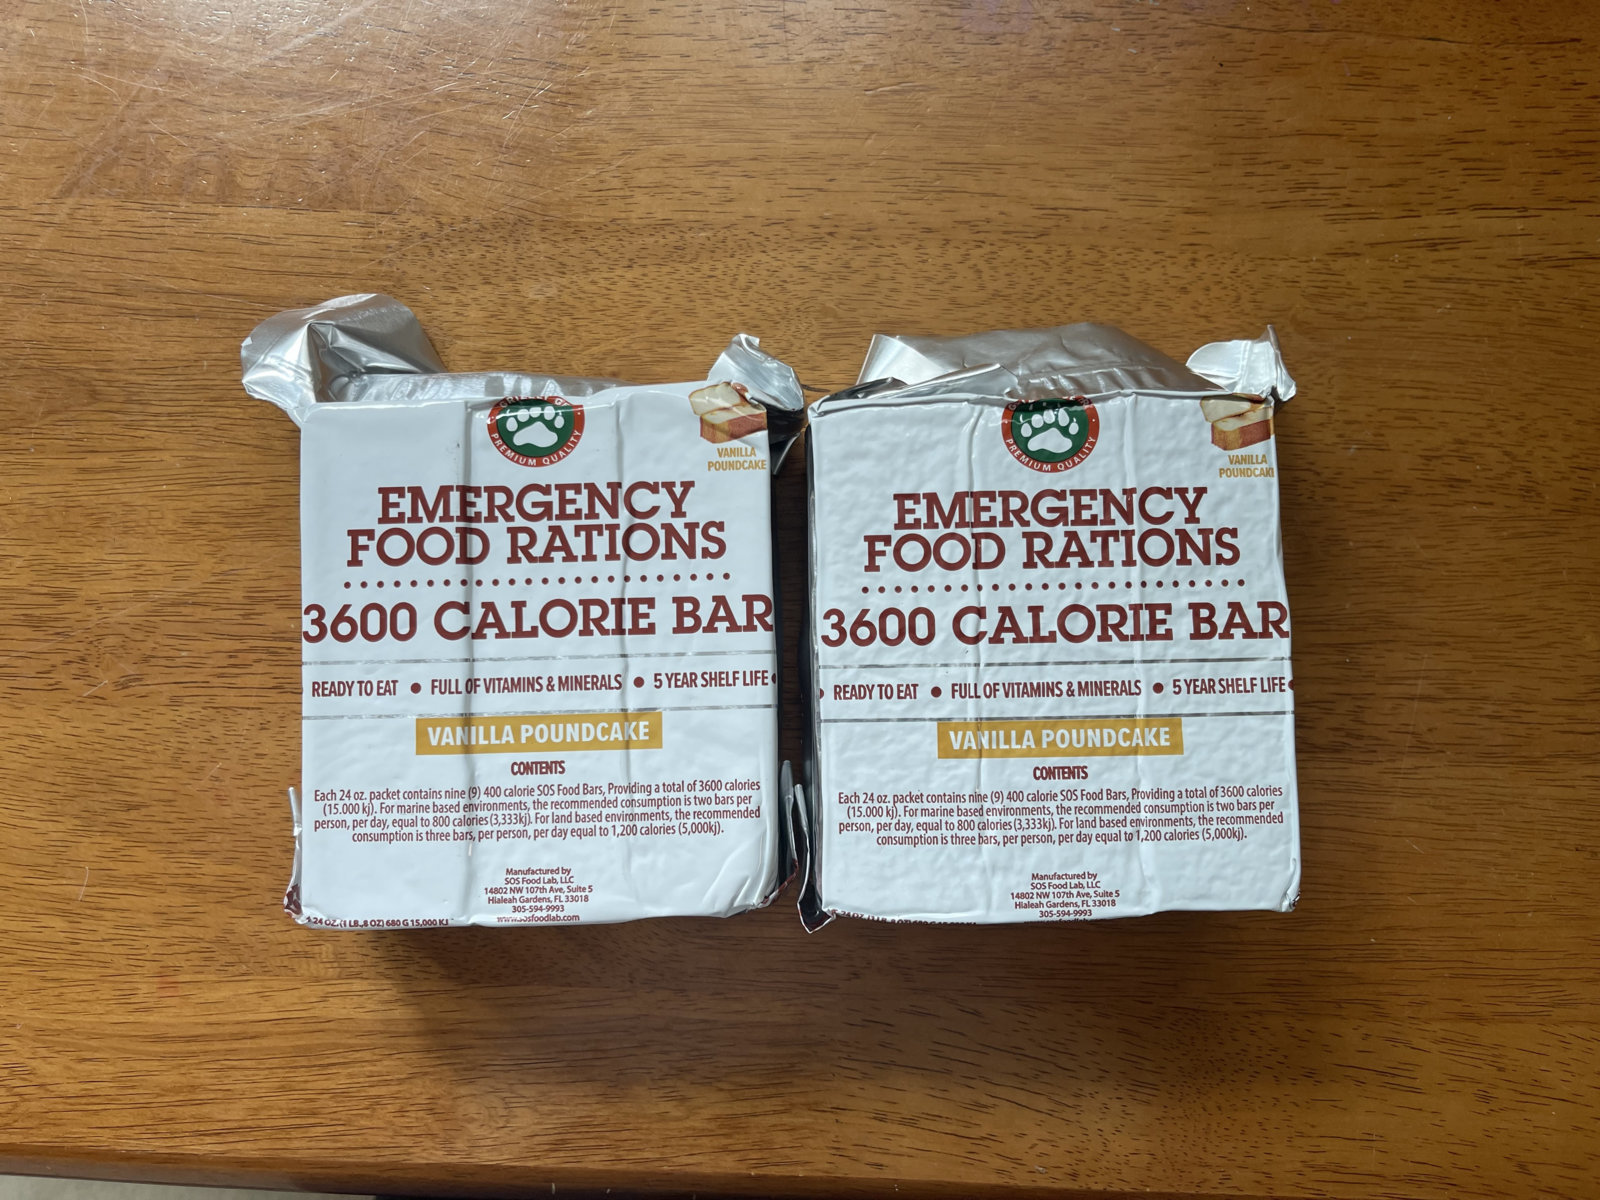 PREMIUM QUALITY
VANILLA
POUNDCAKE
EMERGENCY
FOOD RATIONS
3600 CALORIE BAR
READY TO EAT • FULL OF VITAMINS & MINERALS • 5 YEAR SHELF LIFE
VANILLA POUNDCAKE
CONTENTS
Each 24 oz. packet contains nine (9) 400 calorie SOS Food Bars, Providing a total of 3600 calories
(15.000 kj). For marine based environments, the recommended consumption is two bars per
person, per day, equal to 800 calories (3,333kj). For land based environments, the recommended
consumption is three bars, per person, per day equal to 1,200 calories (5,000kj).
Manufactured by
SOS Food Lab, LLC
14802 NW 107th Ave, Suite 5
Hialeah Gardens, FL 33018
305-594-9993
www.sosfoodlab.com
24 OZ. (1 LB., 8 OZ) 680 G 15,000 KJ
PREMIUM QUALITY
VANILLA
POUNDCAKE
EMERGENCY
FOOD RATIONS
3600 CALORIE BAR
• READY TO EAT • FULL OF VITAMINS & MINERALS • 5 YEAR SHELF LIFE
VANILLA POUNDCAKE
CONTENTS
Each 24 oz. packet contains nine (9) 400 calorie SOS Food Bars, Providing a total of 3600 calories
(15.000 kj). For marine based environments, the recommended consumption is two bars per
person, per day, equal to 800 calories (3,333kj). For land based environments, the recommended
consumption is three bars, per person, per day equal to 1,200 calories (5,000kj).
Manufactured by
SOS Food Lab, LLC
14802 NW 107th Ave, Suite 5
Hialeah Gardens, FL 33018
305-594-9993